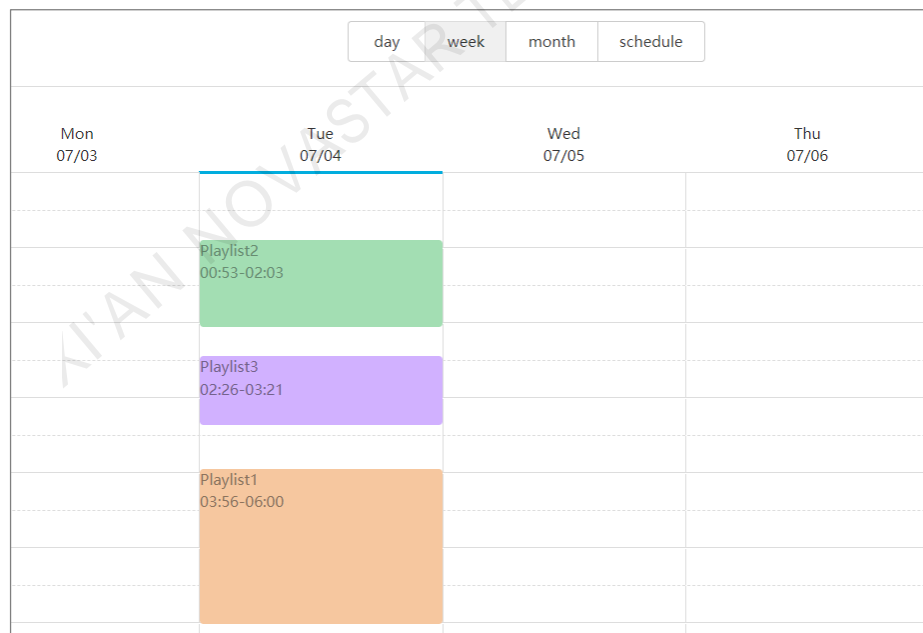 day week month schedule
Mon Tue Wed Thu
07/03 07/04 07/05 07/06
Playlist2
00:53-02:03
Playlist3
02:26-03:21
Playlist1
03:56-06:00
XI'AN NOVASTAR